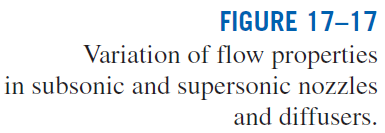 FIGURE 17–17
Variation of flow properties
in subsonic and supersonic nozzles
and diffusers.